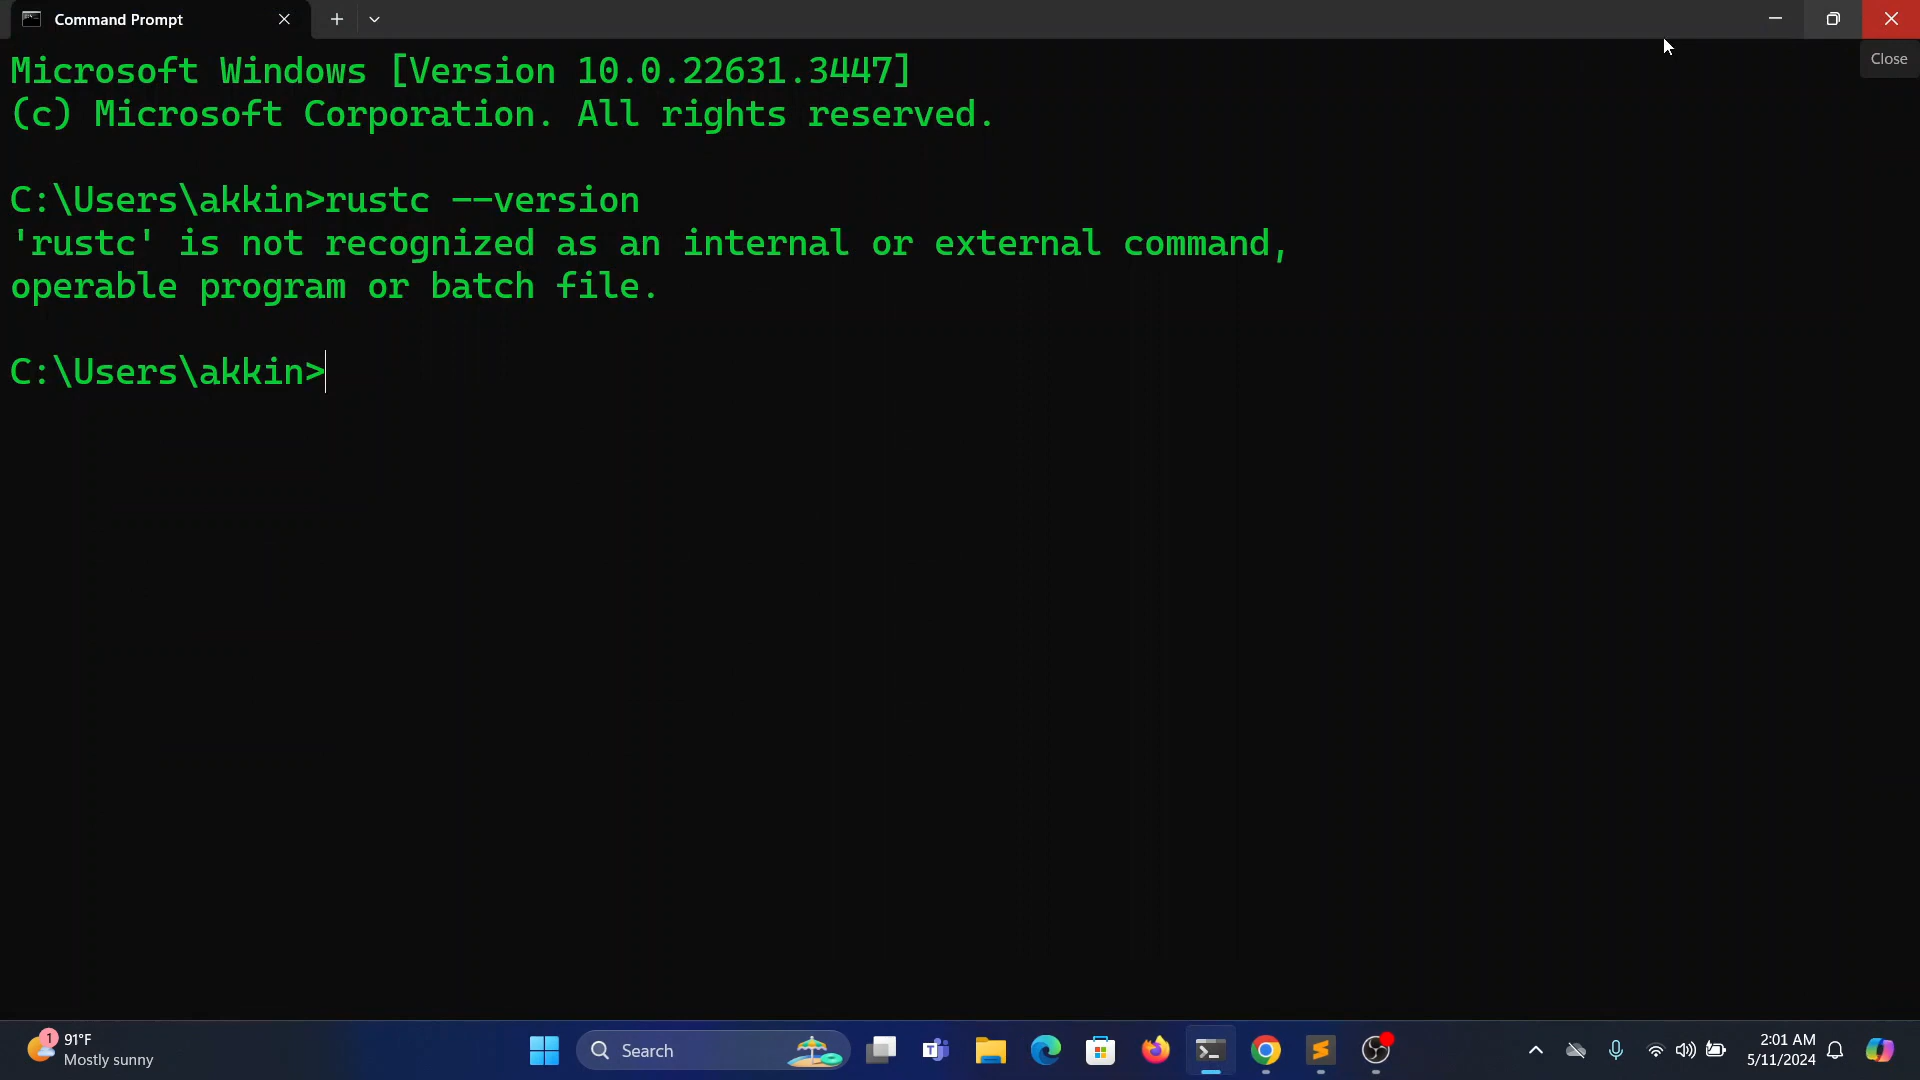 Command Prompt
Close
Microsoft Windows [Version 10.0.22631.3447]
(c) Microsoft Corporation. All rights reserved.
C:\Users\akkin>rustc --version
'rustc' is not recognized as an internal or external command,
operable program or batch file.
C:\Users\akkin>
1
91°F
Mostly sunny
Search
2:01 AM
5/11/2024